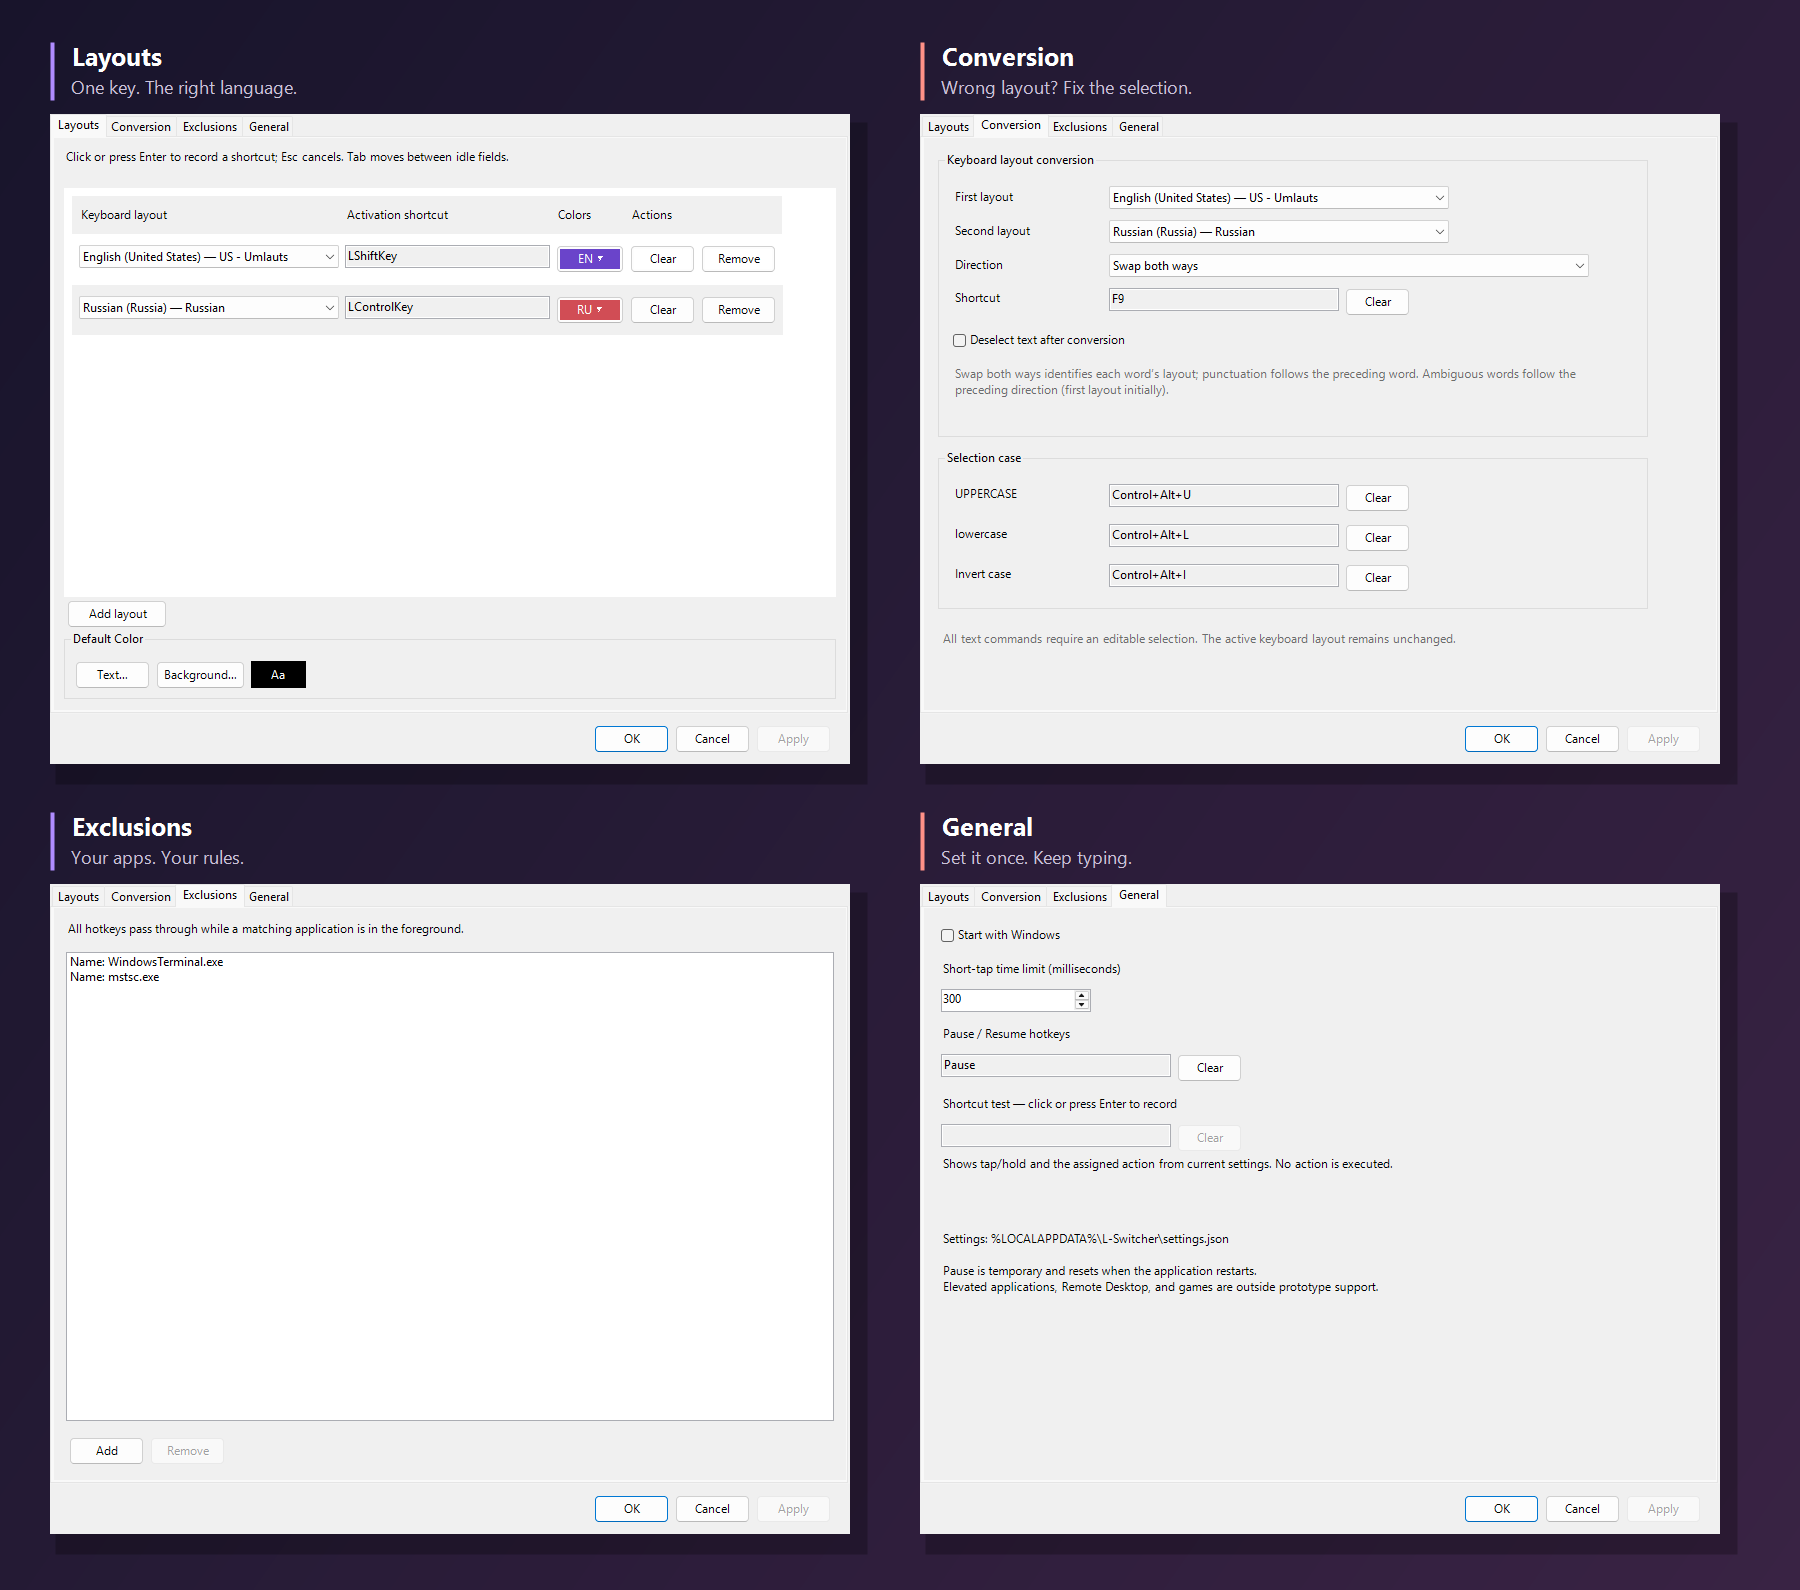 Layouts
One key. The right language.
Layouts Conversion Exclusions General
Click or press Enter to record a shortcut; Esc cancels. Tab moves between idle fields.
Keyboard layout Activation shortcut Colors Actions
English (United States) — US - Umlauts LShiftKey EN Clear Remove
Russian (Russia) — Russian LControlKey RU Clear Remove
Add layout
Default Color
Text... Background... Aa
OK Cancel Apply
Conversion
Wrong layout? Fix the selection.
Layouts Conversion Exclusions General
Keyboard layout conversion
First layout English (United States) — US - Umlauts
Second layout Russian (Russia) — Russian
Direction Swap both ways
Shortcut F9 Clear
Deselect text after conversion
Swap both ways identifies each word's layout; punctuation follows the preceding word. Ambiguous words follow the
preceding direction (first layout initially).
Selection case
UPPERCASE Control+Alt+U Clear
lowercase Control+Alt+L Clear
Invert case Control+Alt+I Clear
All text commands require an editable selection. The active keyboard layout remains unchanged.
OK Cancel Apply
Exclusions
Your apps. Your rules.
Layouts Conversion Exclusions General
All hotkeys pass through while a matching application is in the foreground.
Name: WindowsTerminal.exe
Name: mstsc.exe
Add Remove
OK Cancel Apply
General
Set it once. Keep typing.
Layouts Conversion Exclusions General
Start with Windows
Short-tap time limit (milliseconds)
300
Pause / Resume hotkeys
Pause Clear
Shortcut test — click or press Enter to record
Clear
Shows tap/hold and the assigned action from current settings. No action is executed.
Settings: %LOCALAPPDATA%\L-Switcher\settings.json
Pause is temporary and resets when the application restarts.
Elevated applications, Remote Desktop, and games are outside prototype support.
OK Cancel Apply